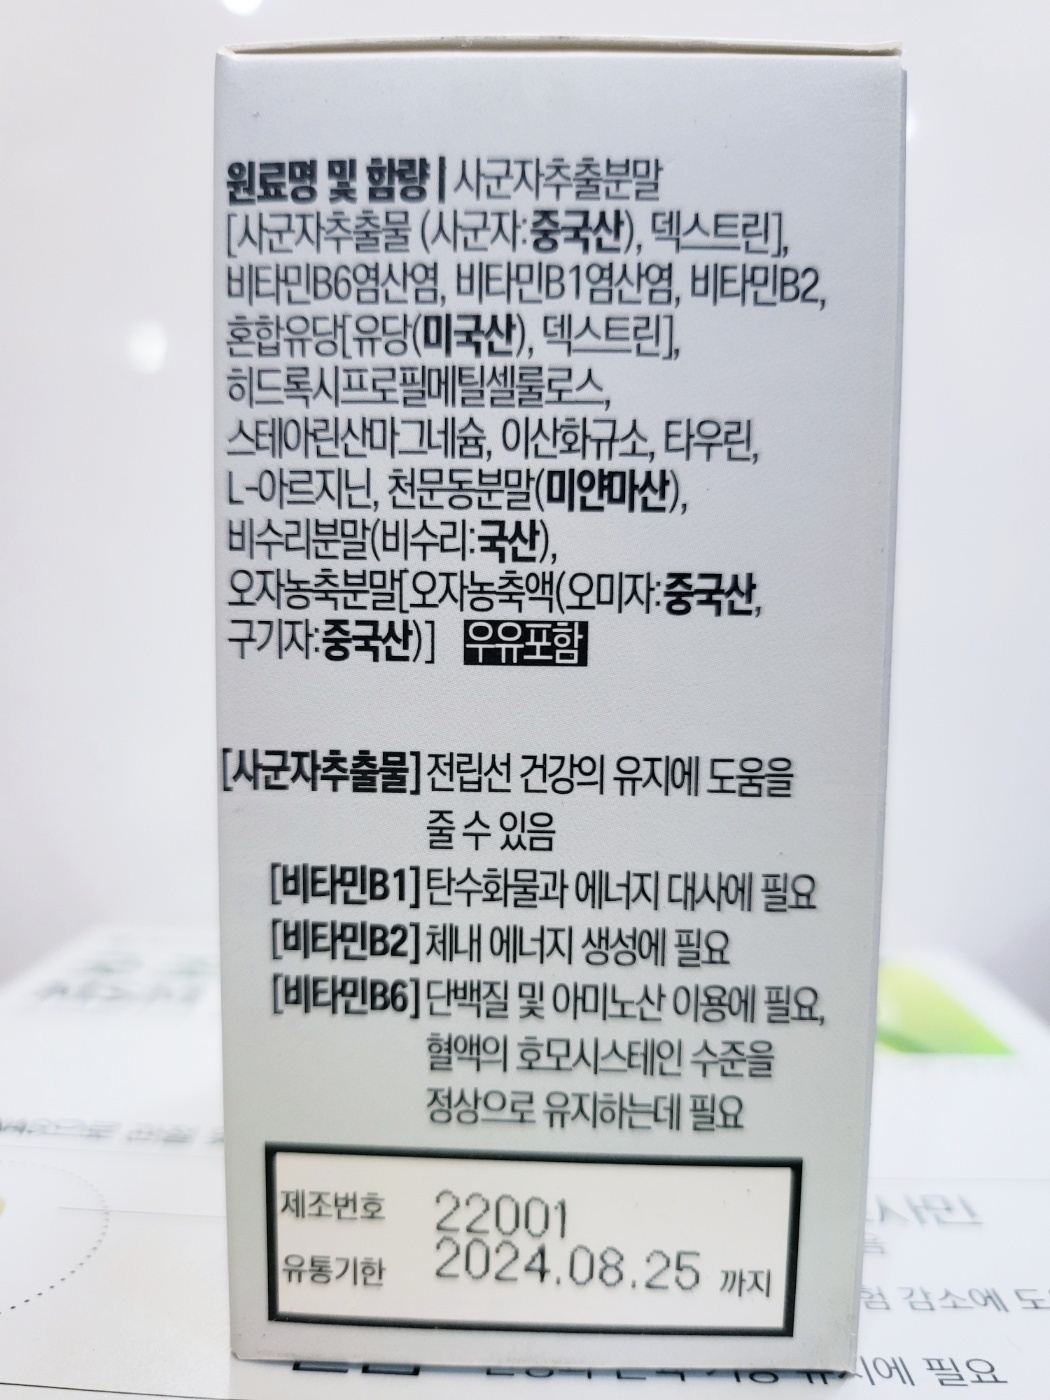 원료명 및 함량 | 사군자추출분말
[사군자추출물 (사군자:중국산), 덱스트린],
비타민B6염산염, 비타민B1염산염, 비타민B2,
혼합유당[유당(미국산), 덱스트린],
히드록시프로필메틸셀룰로스,
스테아린산마그네슘, 이산화규소, 타우린,
L-아르지닌, 천문동분말(미얀마산),
비수리분말(비수리:국산),
오자농축분말[오자농축액(오미자:중국산,
구기자:중국산)] 우유포함
[사군자추출물] 전립선 건강의 유지에 도움을
줄 수 있음
[비타민B1] 탄수화물과 에너지 대사에 필요
[비타민B2] 체내 에너지 생성에 필요
[비타민B6] 단백질 및 아미노산 이용에 필요,
혈액의 호모시스테인 수준을
정상으로 유지하는데 필요
제조번호 22001
유통기한 2024.08.25 까지
험 감소에 도
지에 필요